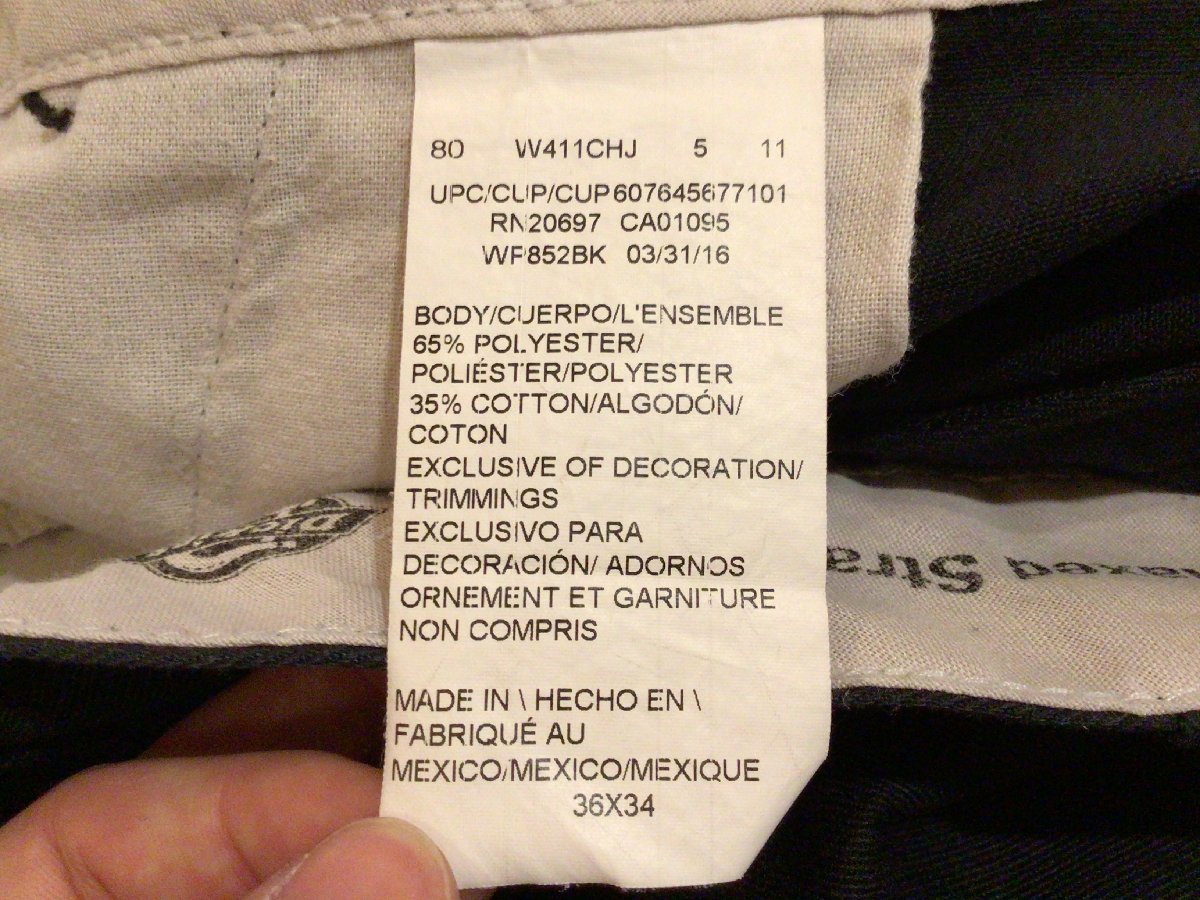 80 W411CHJ 5 11
UPC/CUP/CUP607645677101
RN20697 CA01095
WP852BK 03/31/16
BODY/CUERPO/L'ENSEMBLE
65% POLYESTER/
POLIÉSTER/POLYESTER
35% COTTON/ALGODÓN/
COTON
EXCLUSIVE OF DECORATION/
TRIMMINGS
EXCLUSIVO PARA
DECORACIÓN/ ADORNOS
ORNEMENT ET GARNITURE
NON COMPRIS
MADE IN \ HECHO EN \
FABRIQUÉ AU
MEXICO/MEXICO/MEXIQUE
36X34